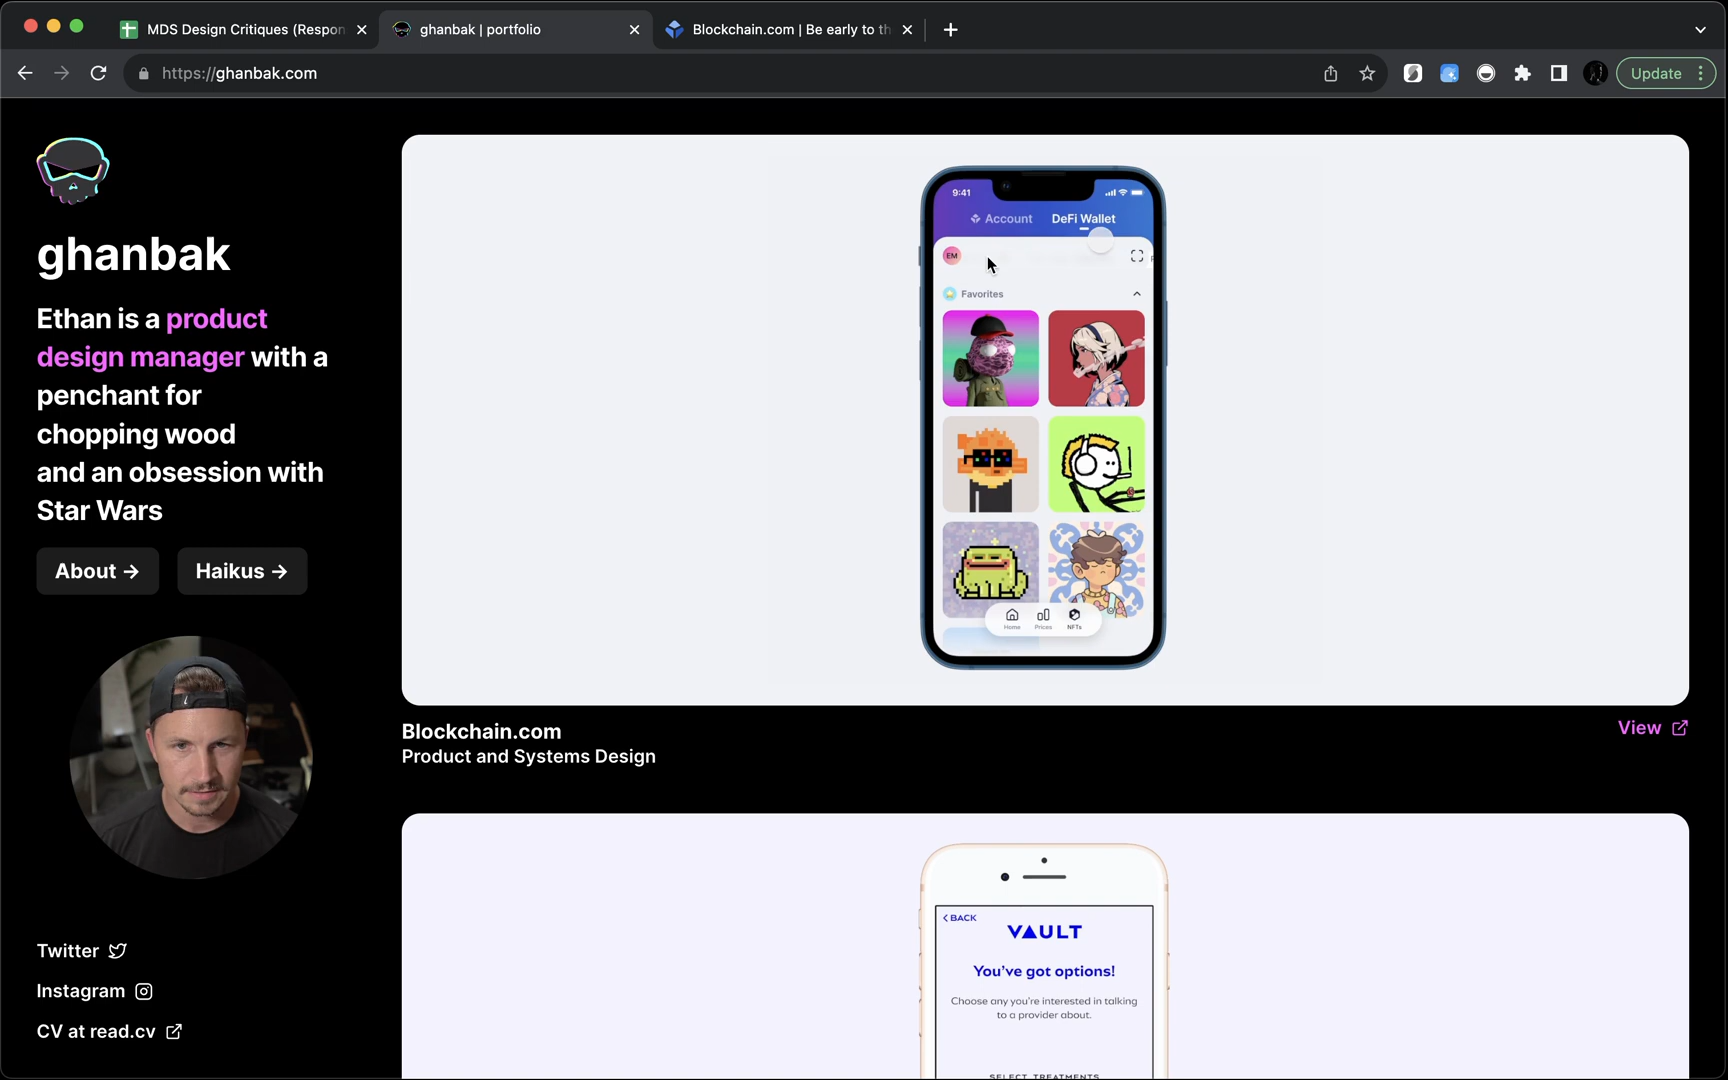 MDS Design Critiques (Respon
ghanbak | portfolio
Blockchain.com | Be early to th
https://ghanbak.com
Update
ghanbak
Ethan is a product
design manager with a
penchant for
chopping wood
and an obsession with
Star Wars
About →
Haikus →
Twitter
Instagram
CV at read.cv
9:41
Account
DeFi Wallet
EM
Favorites
Home
Prices
NFTs
Blockchain.com
Product and Systems Design
View
BACK
VAULT
You've got options!
Choose any you're interested in talking
to a provider about.
SELECT TREATMENTS